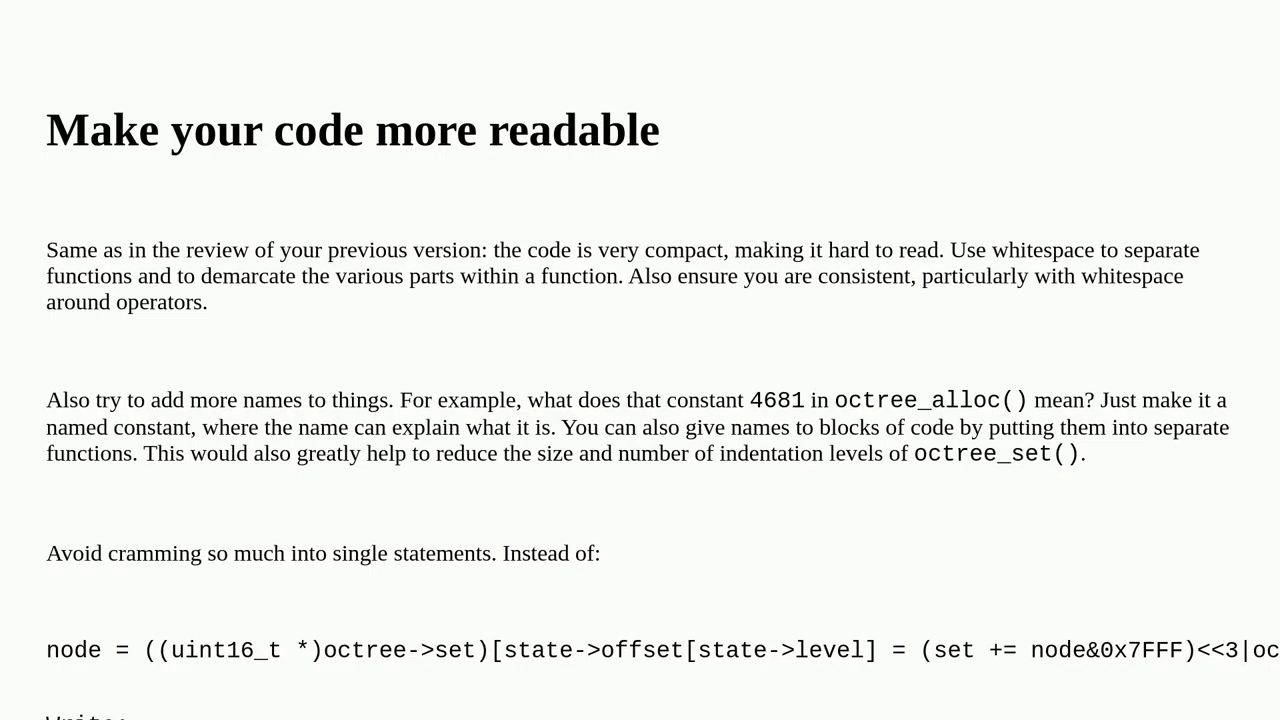 Make your code more readable
Same as in the review of your previous version: the code is very compact, making it hard to read. Use whitespace to separate
functions and to demarcate the various parts within a function. Also ensure you are consistent, particularly with whitespace
around operators.
Also try to add more names to things. For example, what does that constant 4681 in octree_alloc() mean? Just make it a
named constant, where the name can explain what it is. You can also give names to blocks of code by putting them into separate
functions. This would also greatly help to reduce the size and number of indentation levels of octree_set().
Avoid cramming so much into single statements. Instead of:
node = ((uint16_t *)octree->set)[state->offset[state->level] = (set += node&0x7FFF)<<3|oc